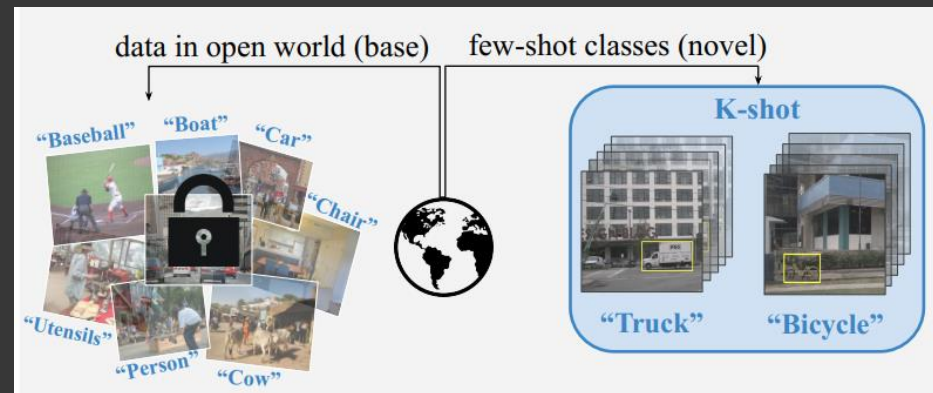 data in open world (base)
few-shot classes (novel)
“Baseball”
“Boat”
“Car”
“Chair”
“Utensils”
“Person”
“Cow”
K-shot
“Truck”
“Bicycle”